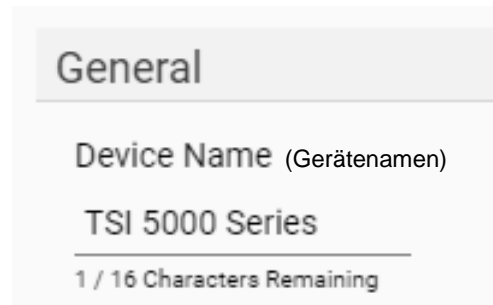 General
Device Name (Gerätenamen)
TSI 5000 Series
1 / 16 Characters Remaining